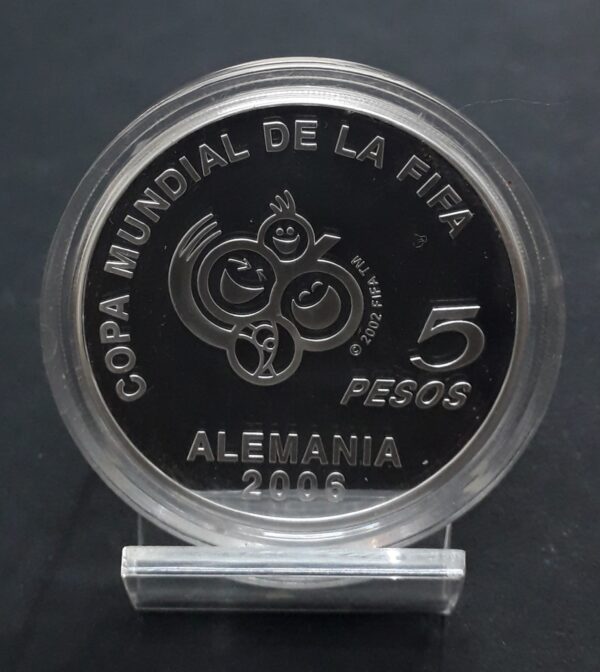 COPA MUNDIAL DE LA FIFA
© 2002 FIFA TM
5
PESOS
ALEMANIA
2006